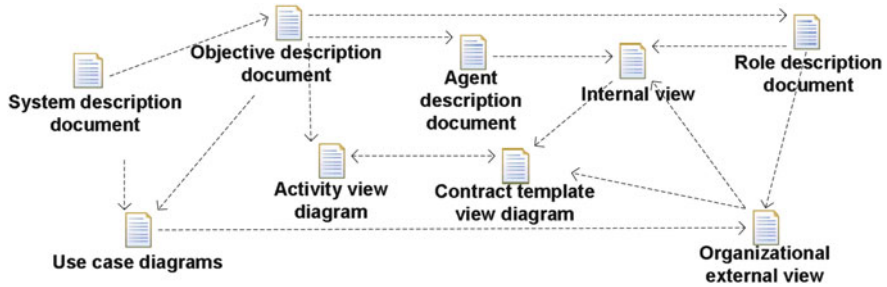 Objective description
document
System description
document
Agent
description
document
Internal view
Role description
document
Activity view
diagram
Contract template
view diagram
Use case diagrams
Organizational
external view